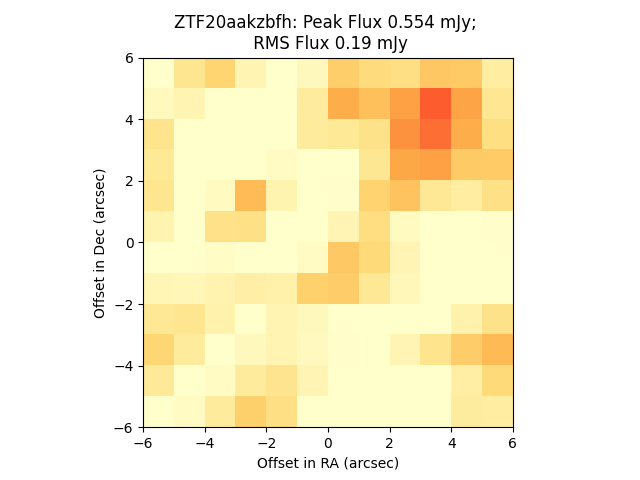 ZTF20aakzbfh: Peak Flux 0.554 mJy;
RMS Flux 0.19 mJy
6
4
2
0
−2
−4
−6
Offset in Dec (arcsec)
−6 −4 −2 0 2 4 6
Offset in RA (arcsec)